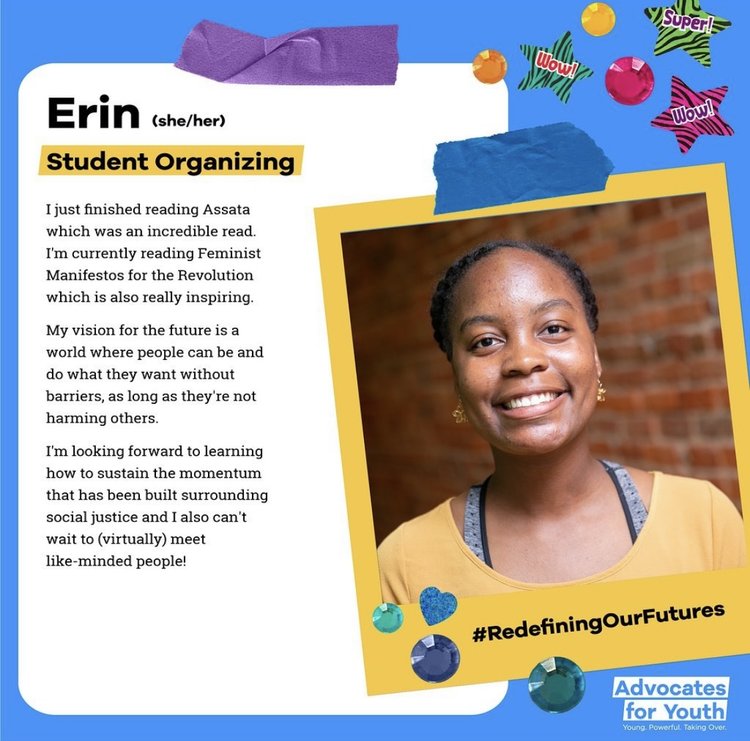 Erin (she/her)
Student Organizing
I just finished reading Assata
which was an incredible read.
I'm currently reading Feminist
Manifestos for the Revolution
which is also really inspiring.
My vision for the future is a
world where people can be and
do what they want without
barriers, as long as they're not
harming others.
I'm looking forward to learning
how to sustain the momentum
that has been built surrounding
social justice and I also can't
wait to (virtually) meet
like-minded people!
Super!
Wow!
Wow!
#RedefiningOurFutures
Advocates
for Youth
Young. Powerful. Taking Over.